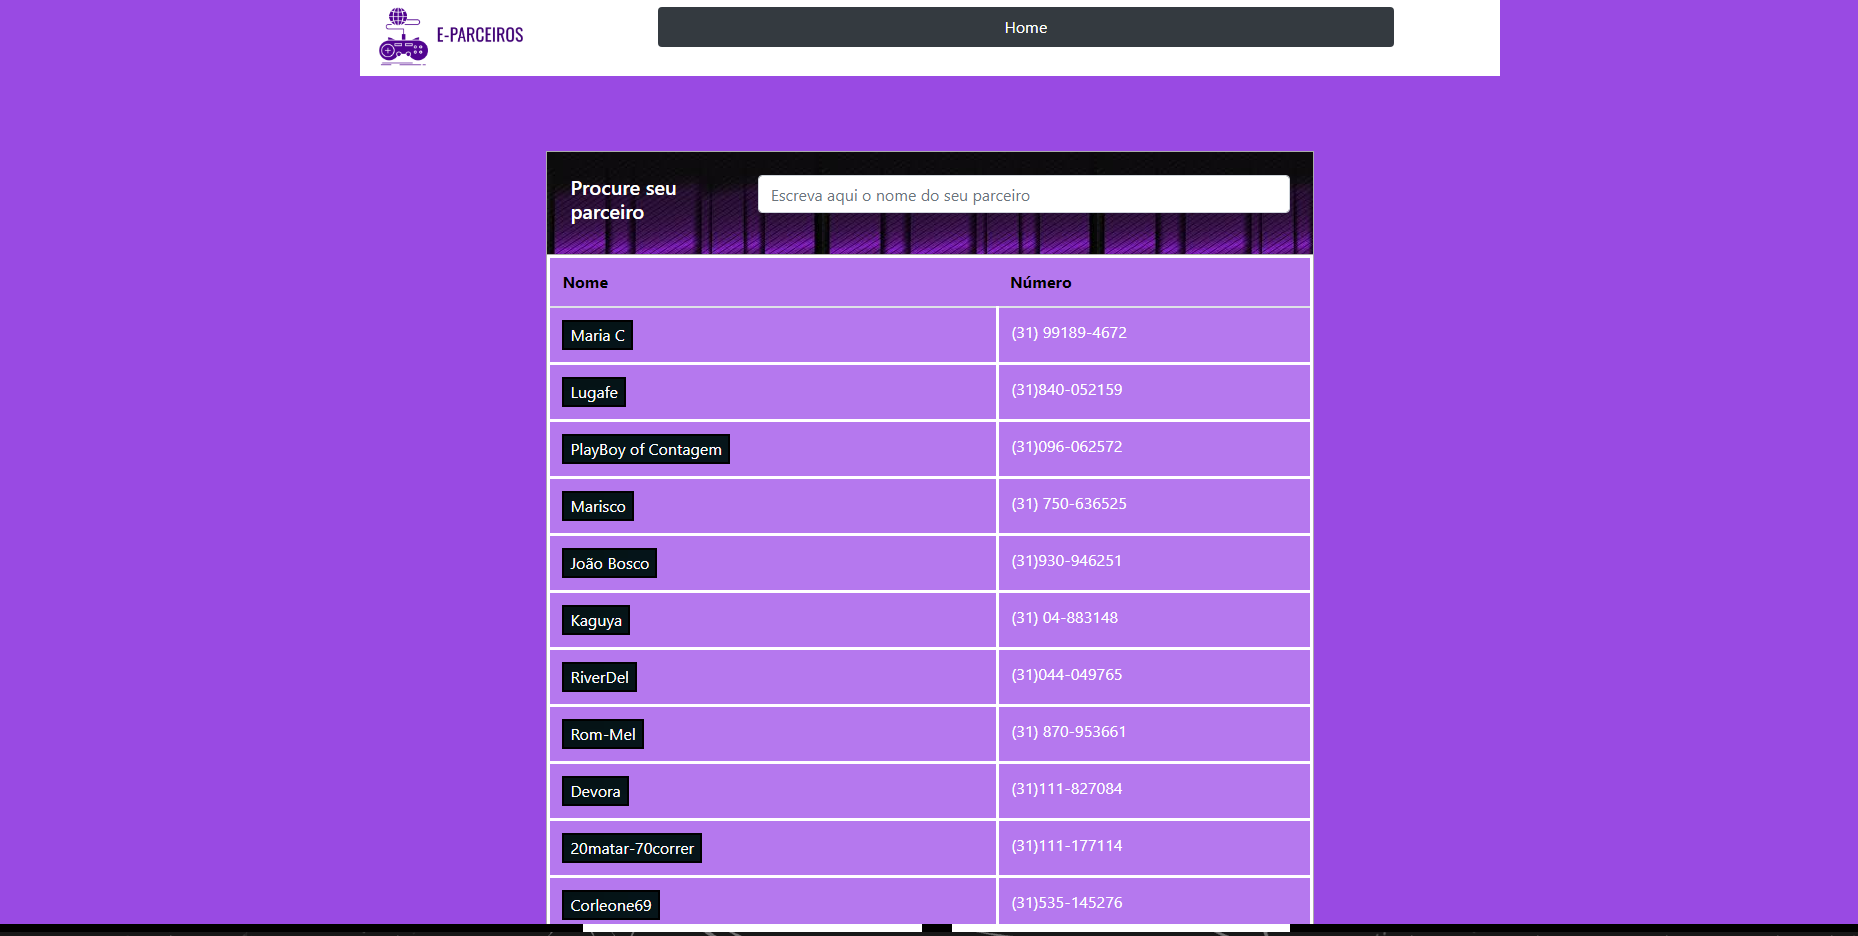 E-PARCEIROS
Home
Procure seu
parceiro
Escreva aqui o nome do seu parceiro
Nome Número
Maria C (31) 99189-4672
Lugafe (31)840-052159
PlayBoy of Contagem (31)096-062572
Marisco (31) 750-636525
João Bosco (31)930-946251
Kaguya (31) 04-883148
RiverDel (31)044-049765
Rom-Mel (31) 870-953661
Devora (31)111-827084
20matar-70correr (31)111-177114
Corleone69 (31)535-145276